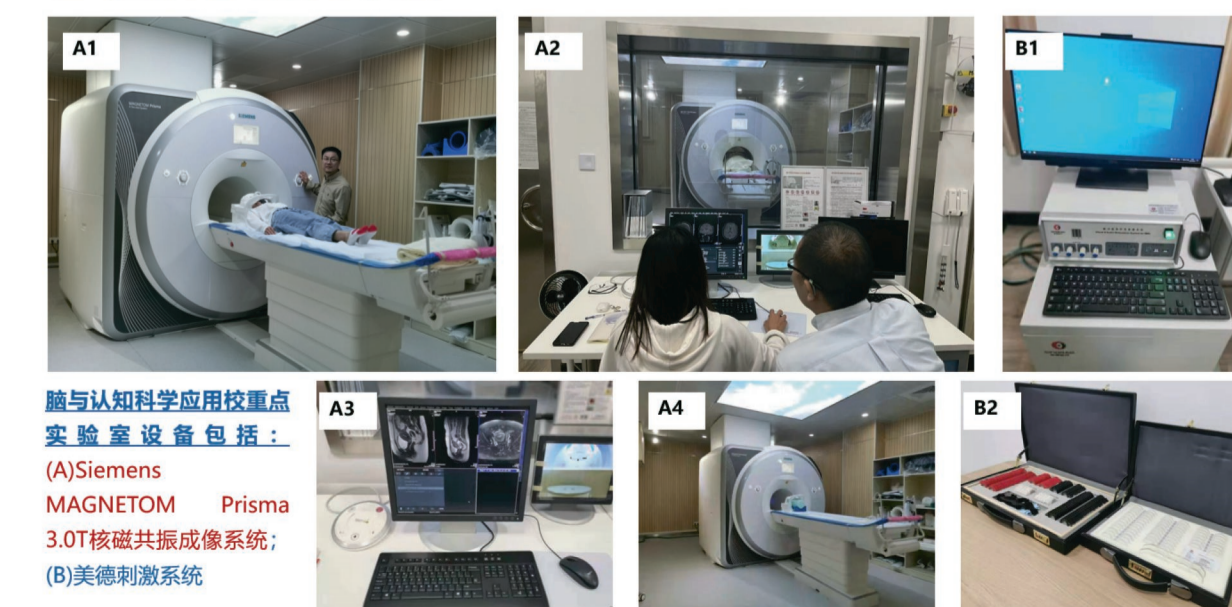 A1
A2
B1
SIEMENS
脑与认知科学应用校重点
实验室设备包括：
(A)Siemens
MAGNETOM Prisma
3.0T核磁共振成像系统;
(B)美德刺激系统
A3
A4
B2